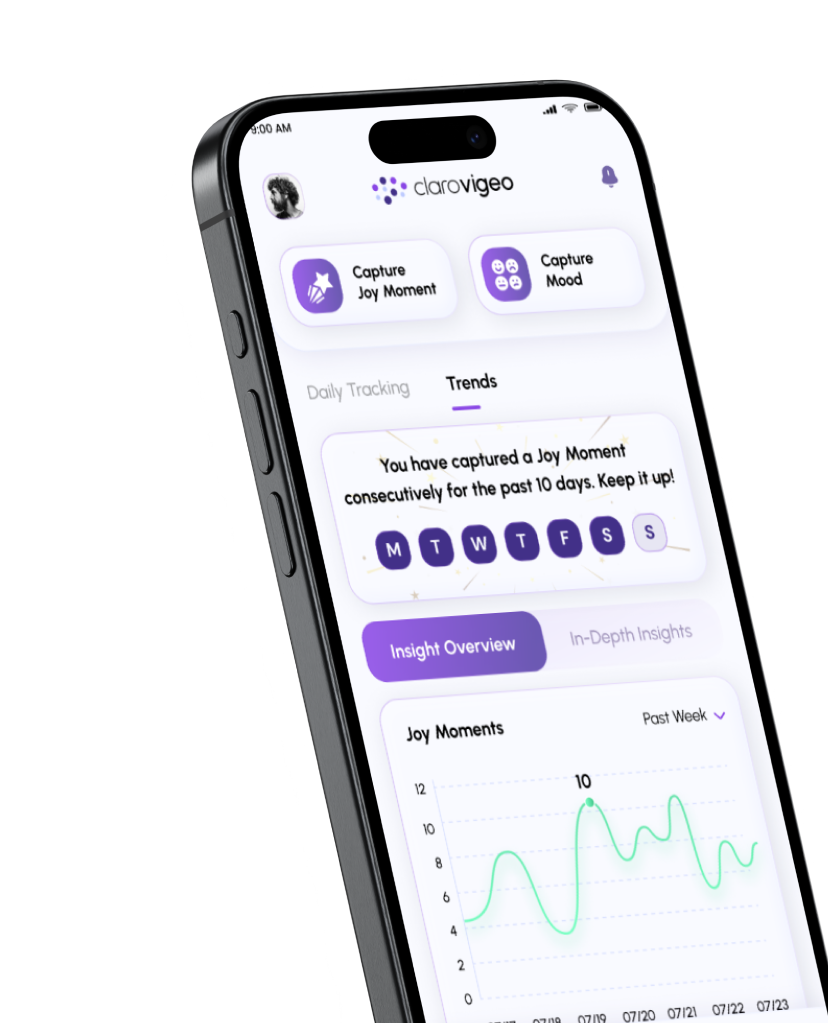 9:00 AM
clarovigeo
Capture
Joy Moment
Capture
Mood
Daily Tracking
Trends
You have captured a Joy Moment
consecutively for the past 10 days. Keep it up!
M T W T F S S
Insight Overview
In-Depth Insights
Joy Moments
Past Week
10
12
10
8
6
4
2
0
07/18 07/19 07/20 07/21 07/22 07/23